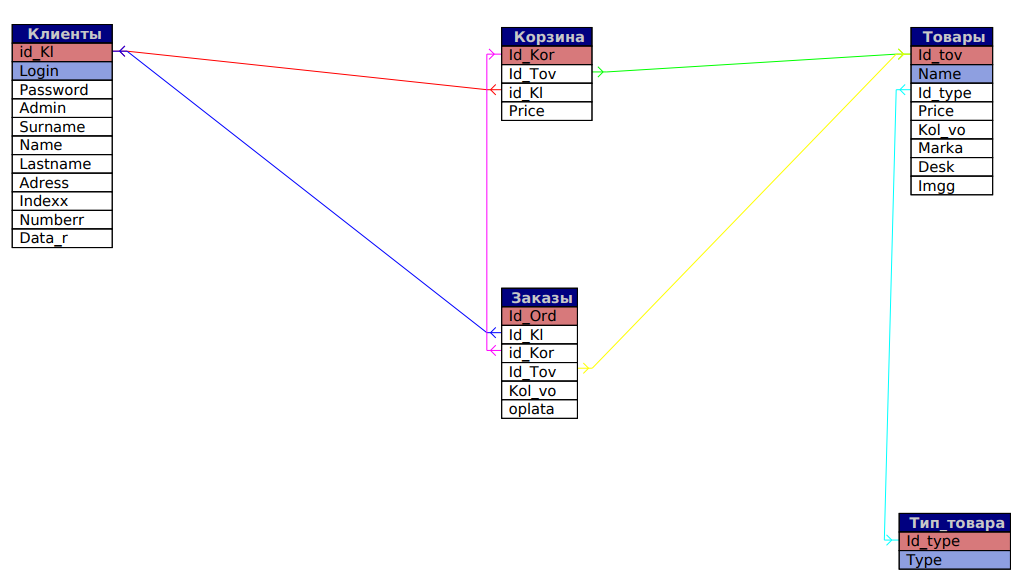 Клиенты
id_Kl
Login
Password
Admin
Surname
Name
Lastname
Adress
Indexx
Numberr
Data_r
Корзина
Id_Kor
Id_Tov
id_Kl
Price
Товары
Id_tov
Name
Id_type
Price
Kol_vo
Marka
Desk
Imgg
Заказы
Id_Ord
Id_Kl
id_Kor
Id_Tov
Kol_vo
oplata
Тип_товара
Id_type
Type